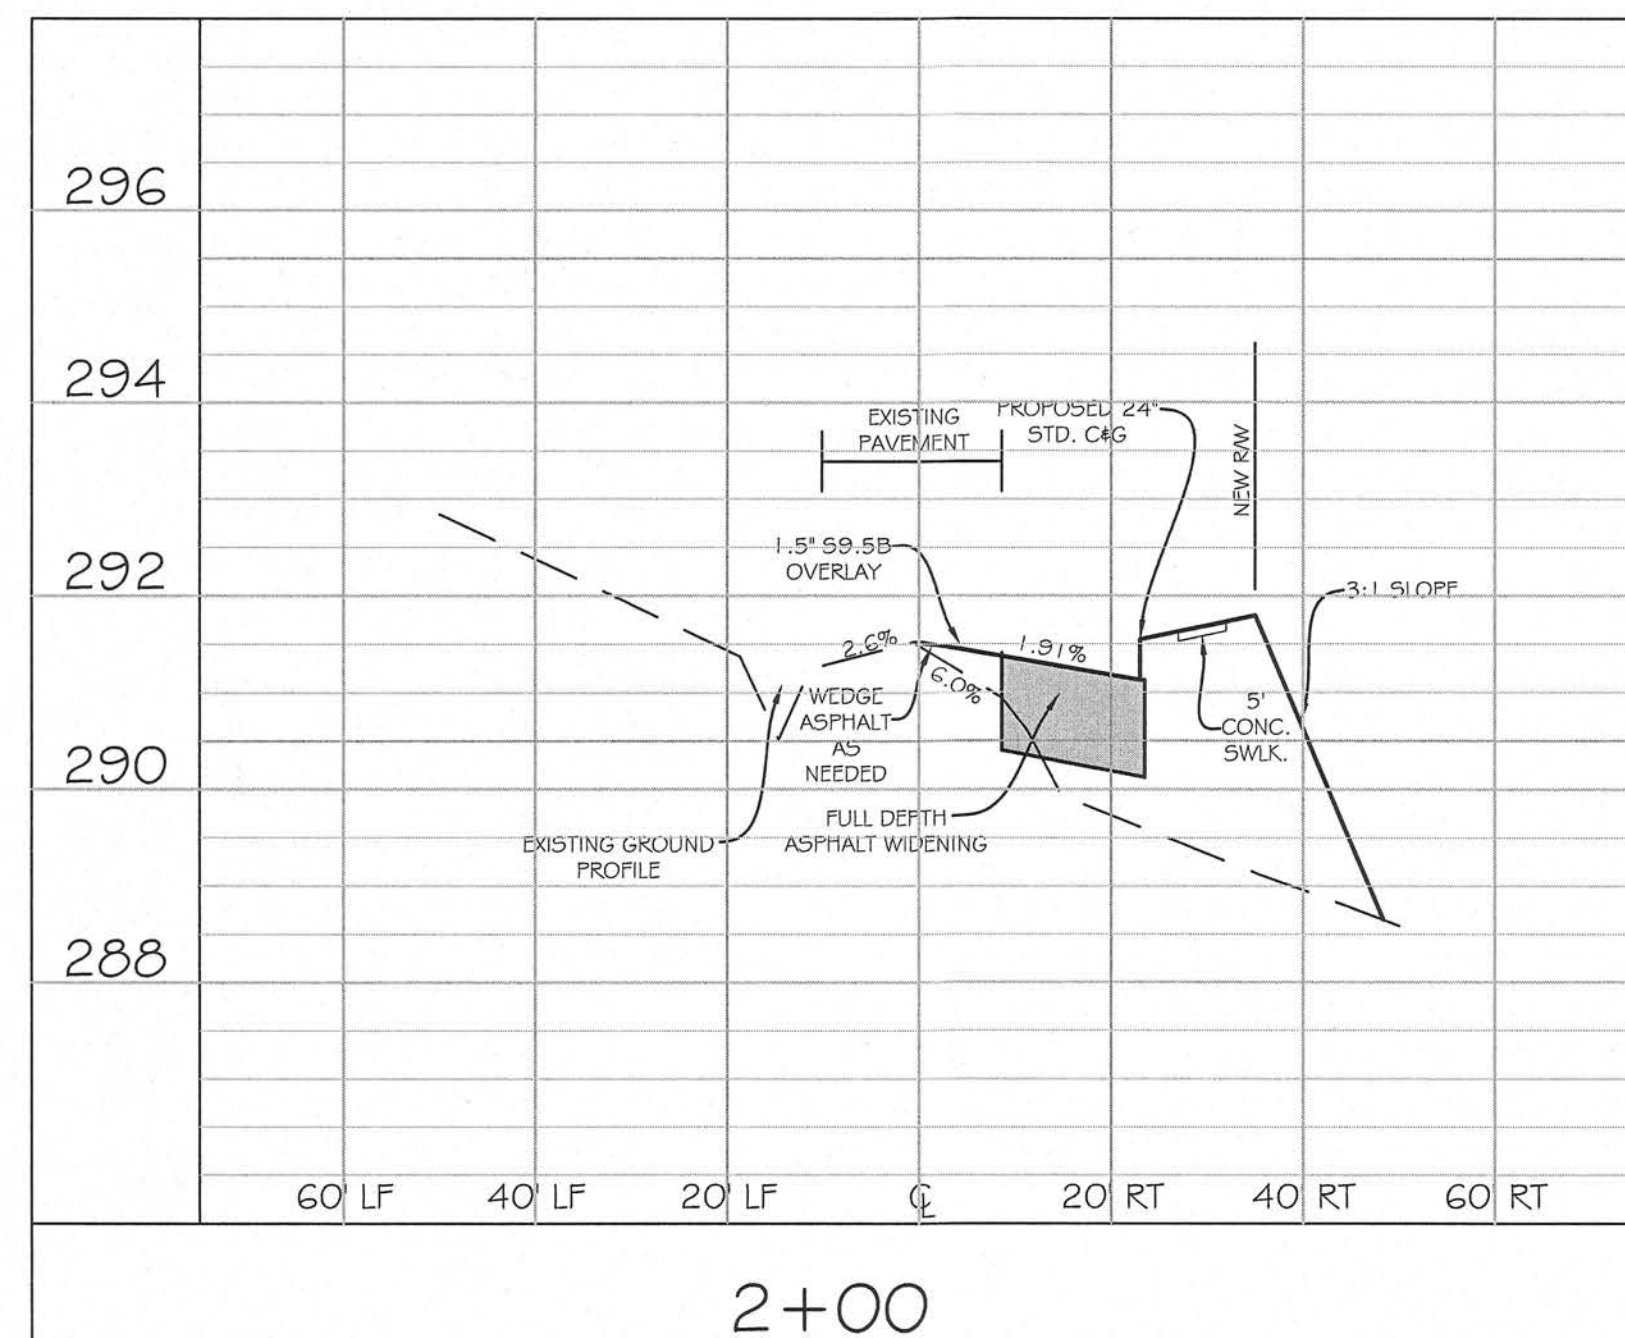 296
294
292
290
288
EXISTING
PAVEMENT
PROPOSED 24"
STD. C&G
NEW R/W
1.5" S9.5B
OVERLAY
3:1 SLOPE
2.6%
1.91%
6.0%
WEDGE
ASPHALT
AS
NEEDED
5'
CONC.
SWLK.
FULL DEPTH
ASPHALT WIDENING
EXISTING GROUND
PROFILE
60' LF 40' LF 20' LF ℄ 20' RT 40' RT 60' RT
2+00